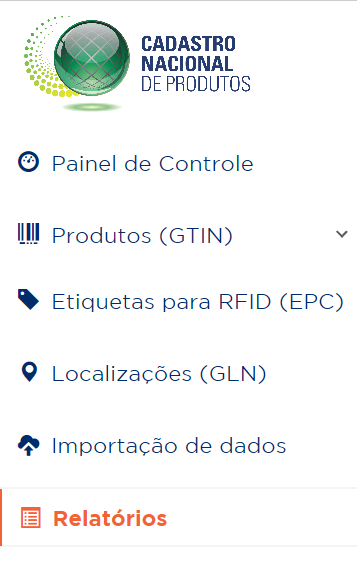 CADASTRO
NACIONAL
DE PRODUTOS
Painel de Controle
Produtos (GTIN)
Etiquetas para RFID (EPC)
Localizações (GLN)
Importação de dados
Relatórios